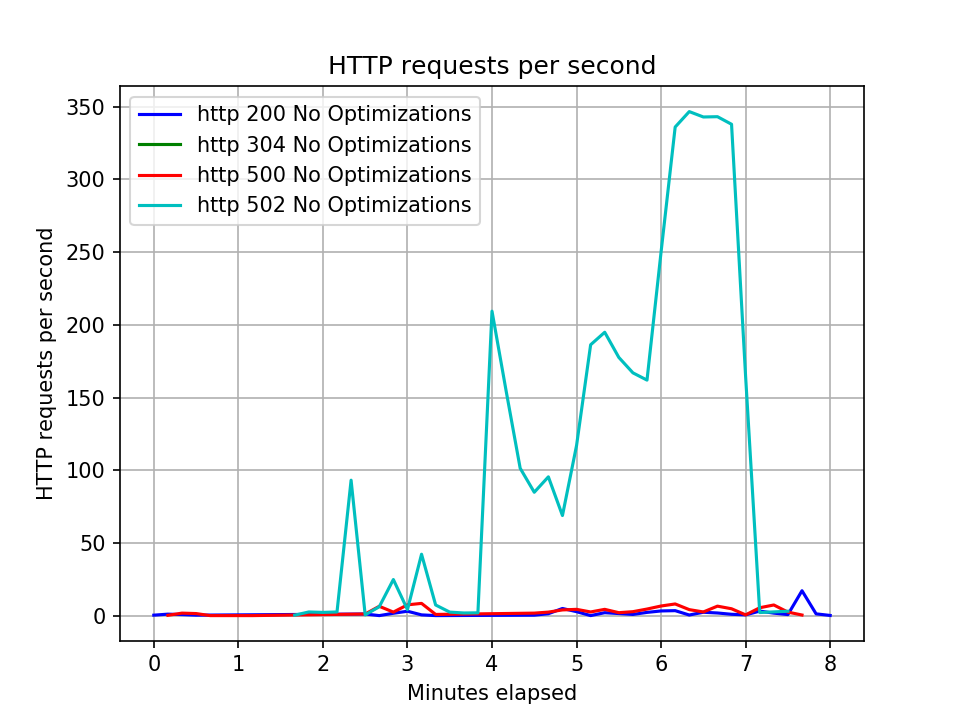 HTTP requests per second
350
300
250
200
150
100
50
0
HTTP requests per second
http 200 No Optimizations
http 304 No Optimizations
http 500 No Optimizations
http 502 No Optimizations
0 1 2 3 4 5 6 7 8
Minutes elapsed